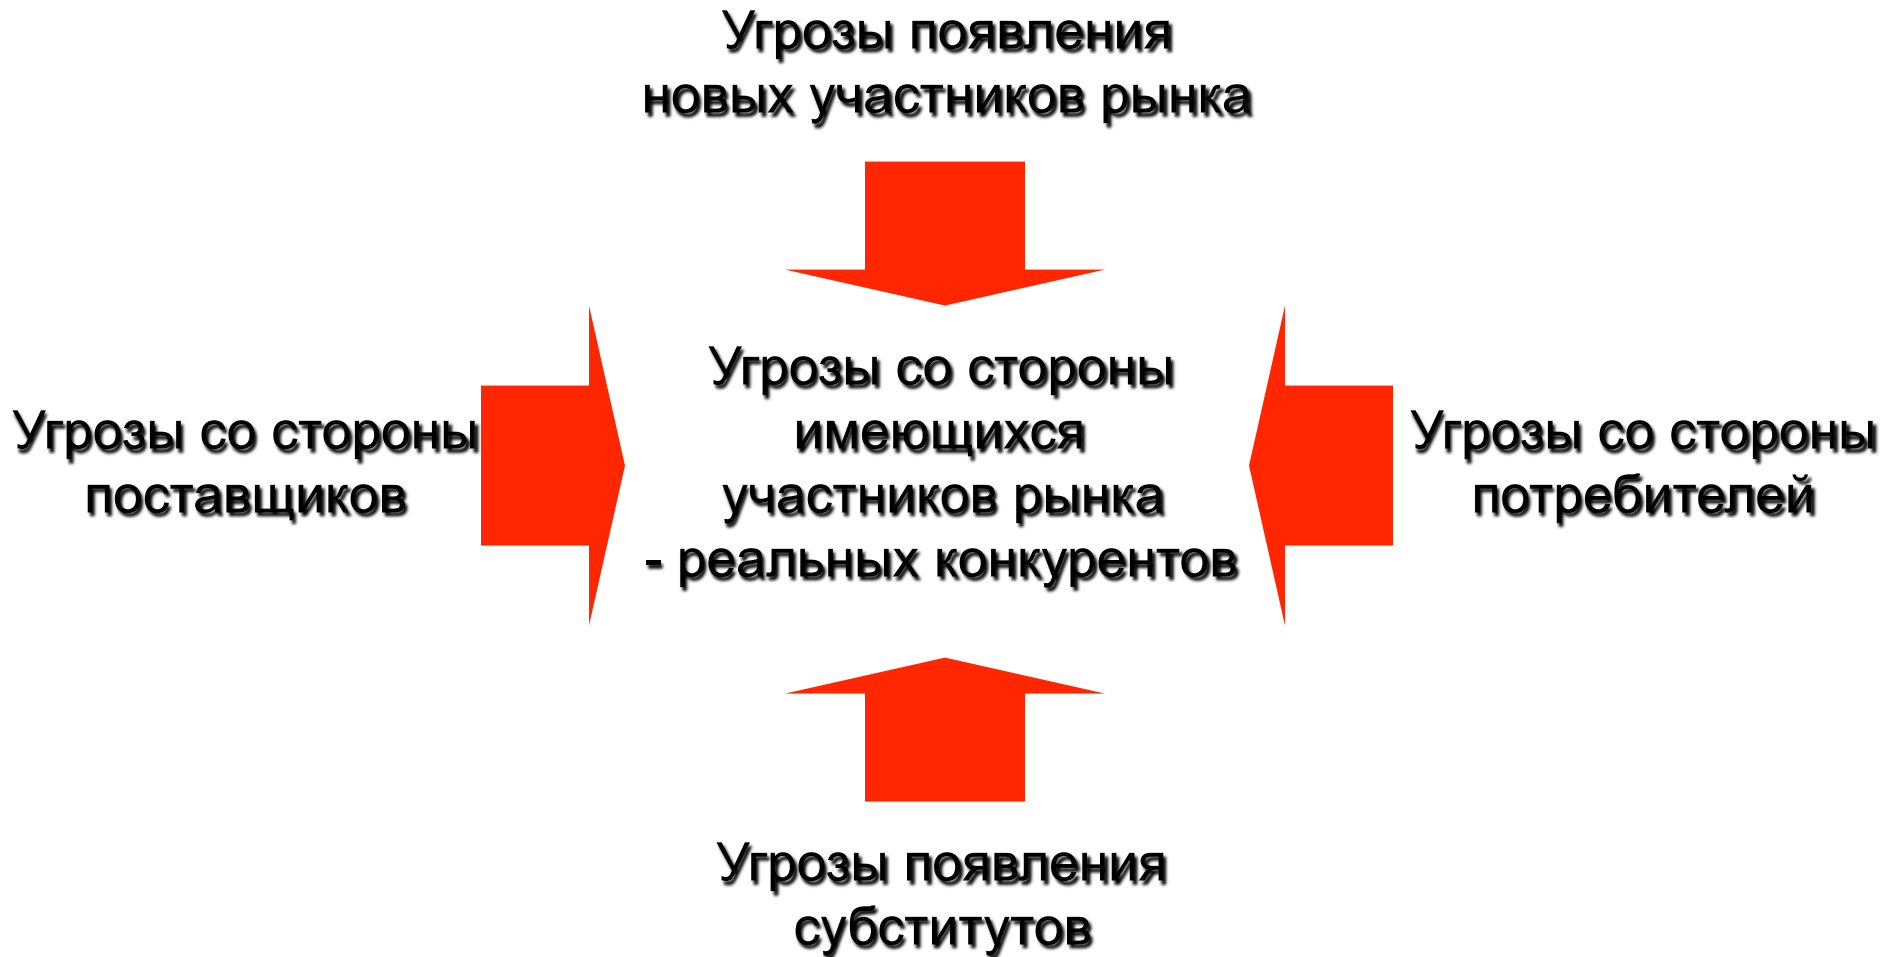 Угрозы появления
новых участников рынка
Угрозы со стороны
поставщиков
Угрозы со стороны
имеющихся
участников рынка
- реальных конкурентов
Угрозы со стороны
потребителей
Угрозы появления
субститутов